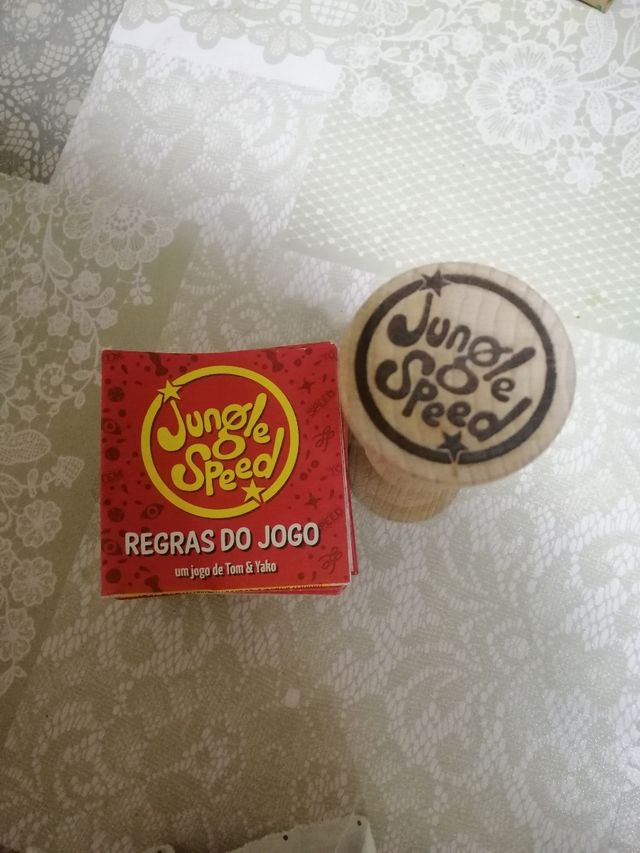 Jungle
Speed
REGRAS DO JOGO
um jogo de Tom & Yako
Jungle
Speed